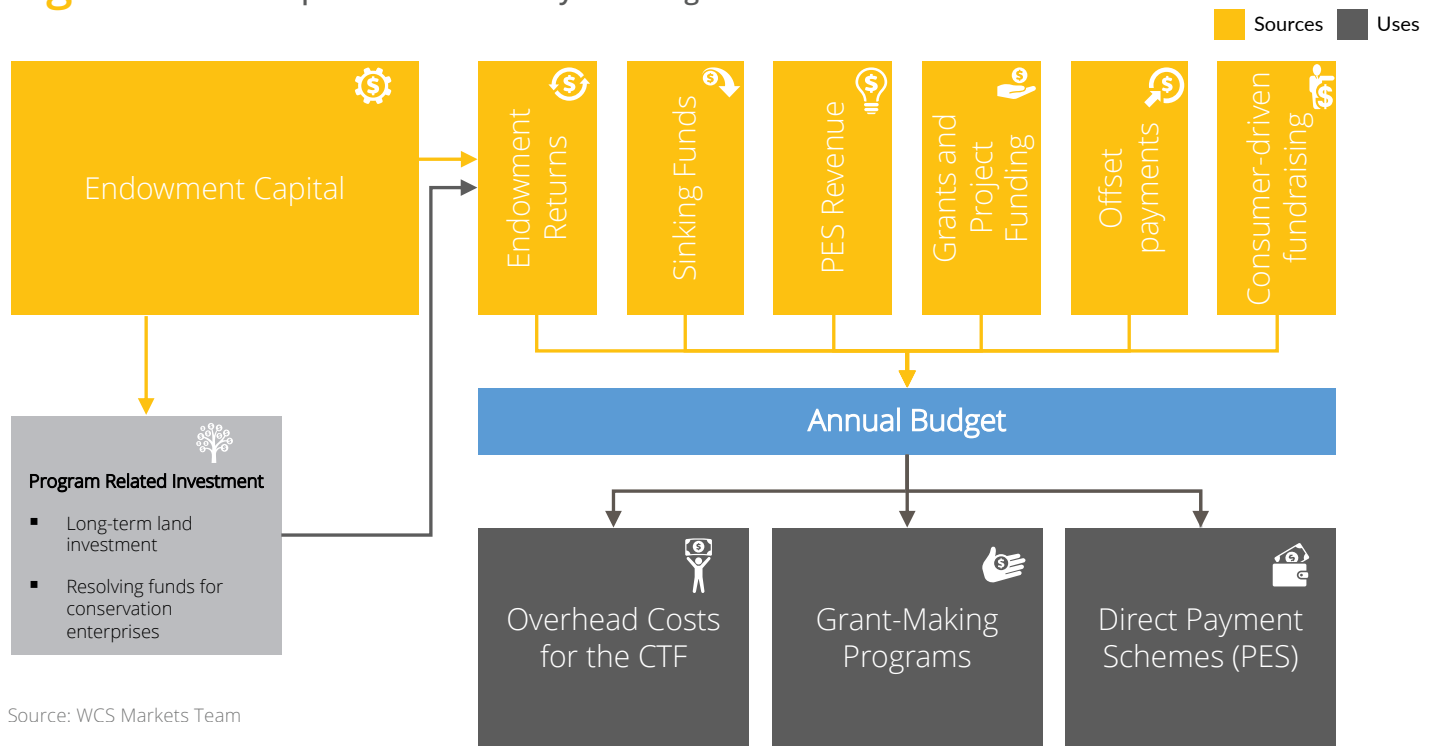 Sources
Uses
Endowment Capital
Endowment
Returns
Sinking Funds
PES Revenue
Grants and
Project
Funding
Offset
payments
Consumer-driven
fundraising
Annual Budget
Program Related Investment
▪ Long-term land
investment
▪ Resolving funds for
conservation
enterprises
Overhead Costs
for the CTF
Grant-Making
Programs
Direct Payment
Schemes (PES)
Source: WCS Markets Team